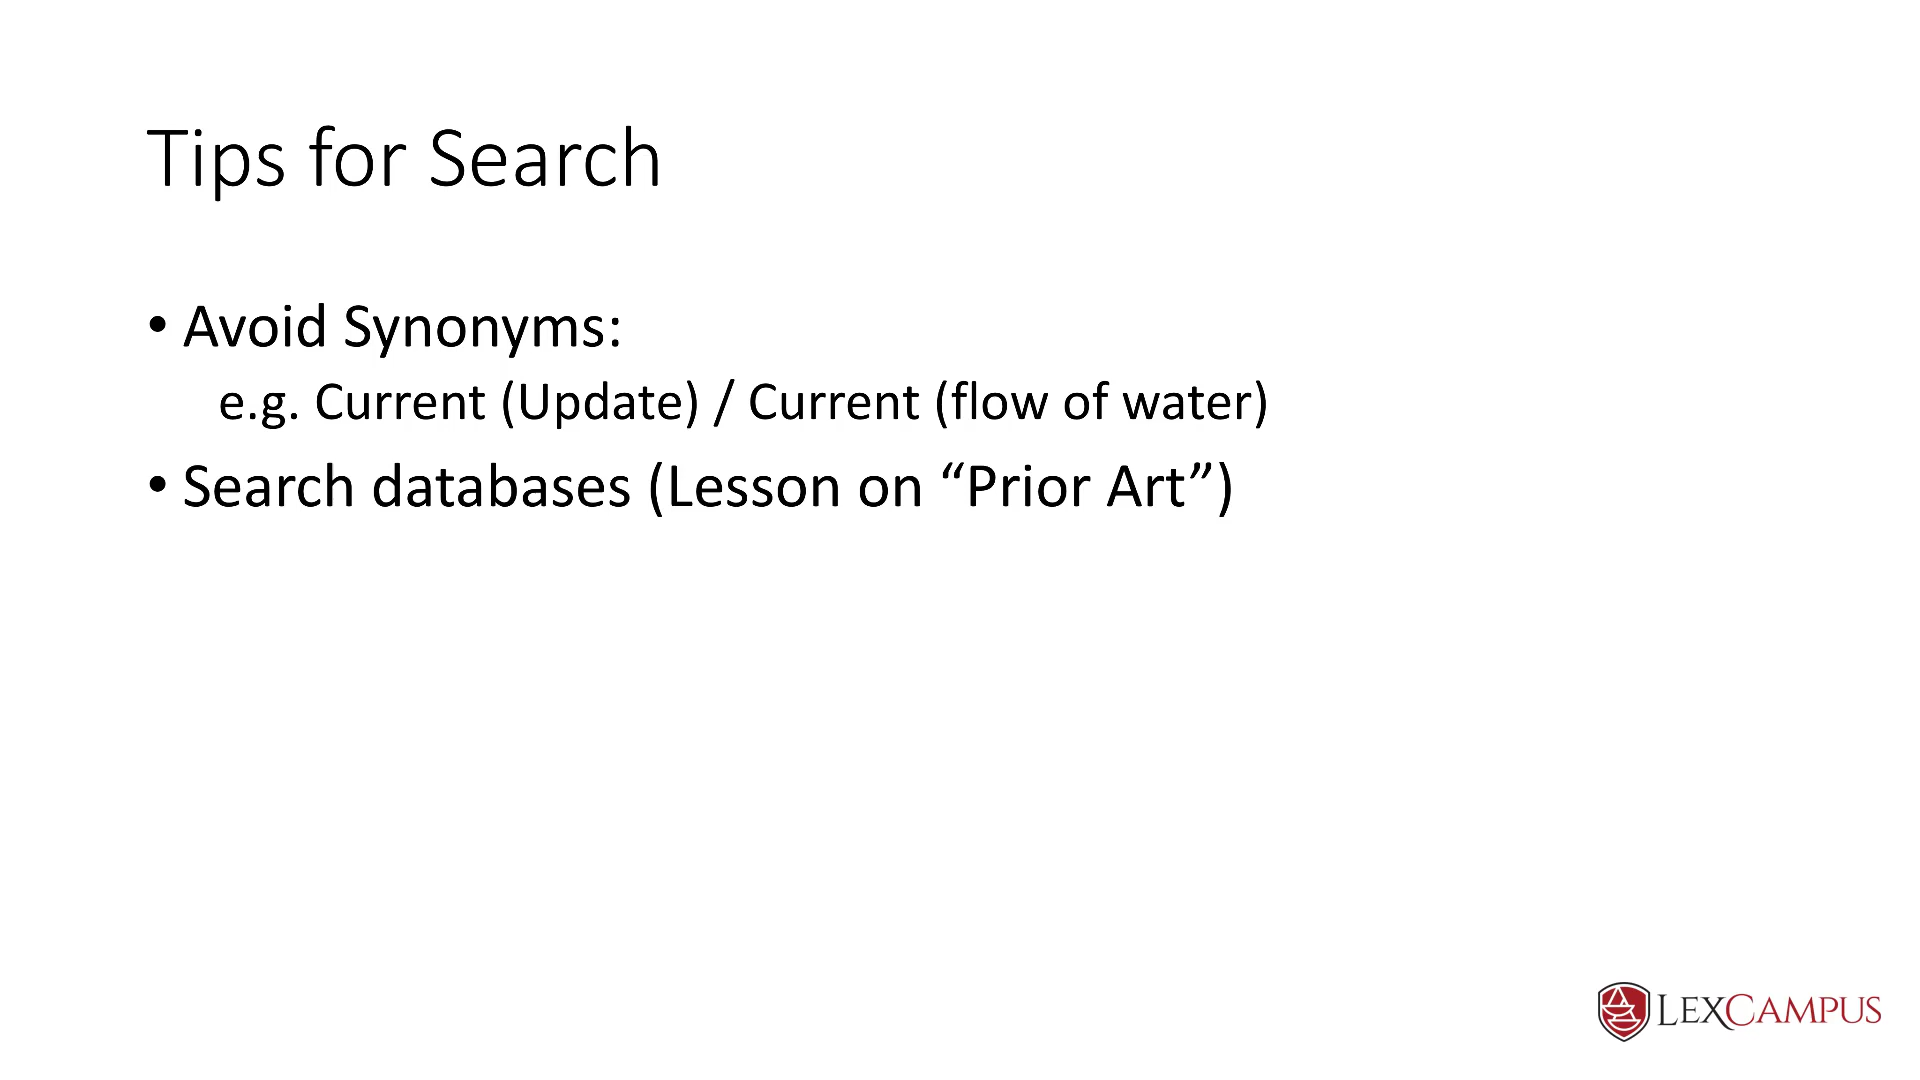 Tips for Search
• Avoid Synonyms:
e.g. Current (Update) / Current (flow of water)
• Search databases (Lesson on “Prior Art”)
LEXCAMPUS